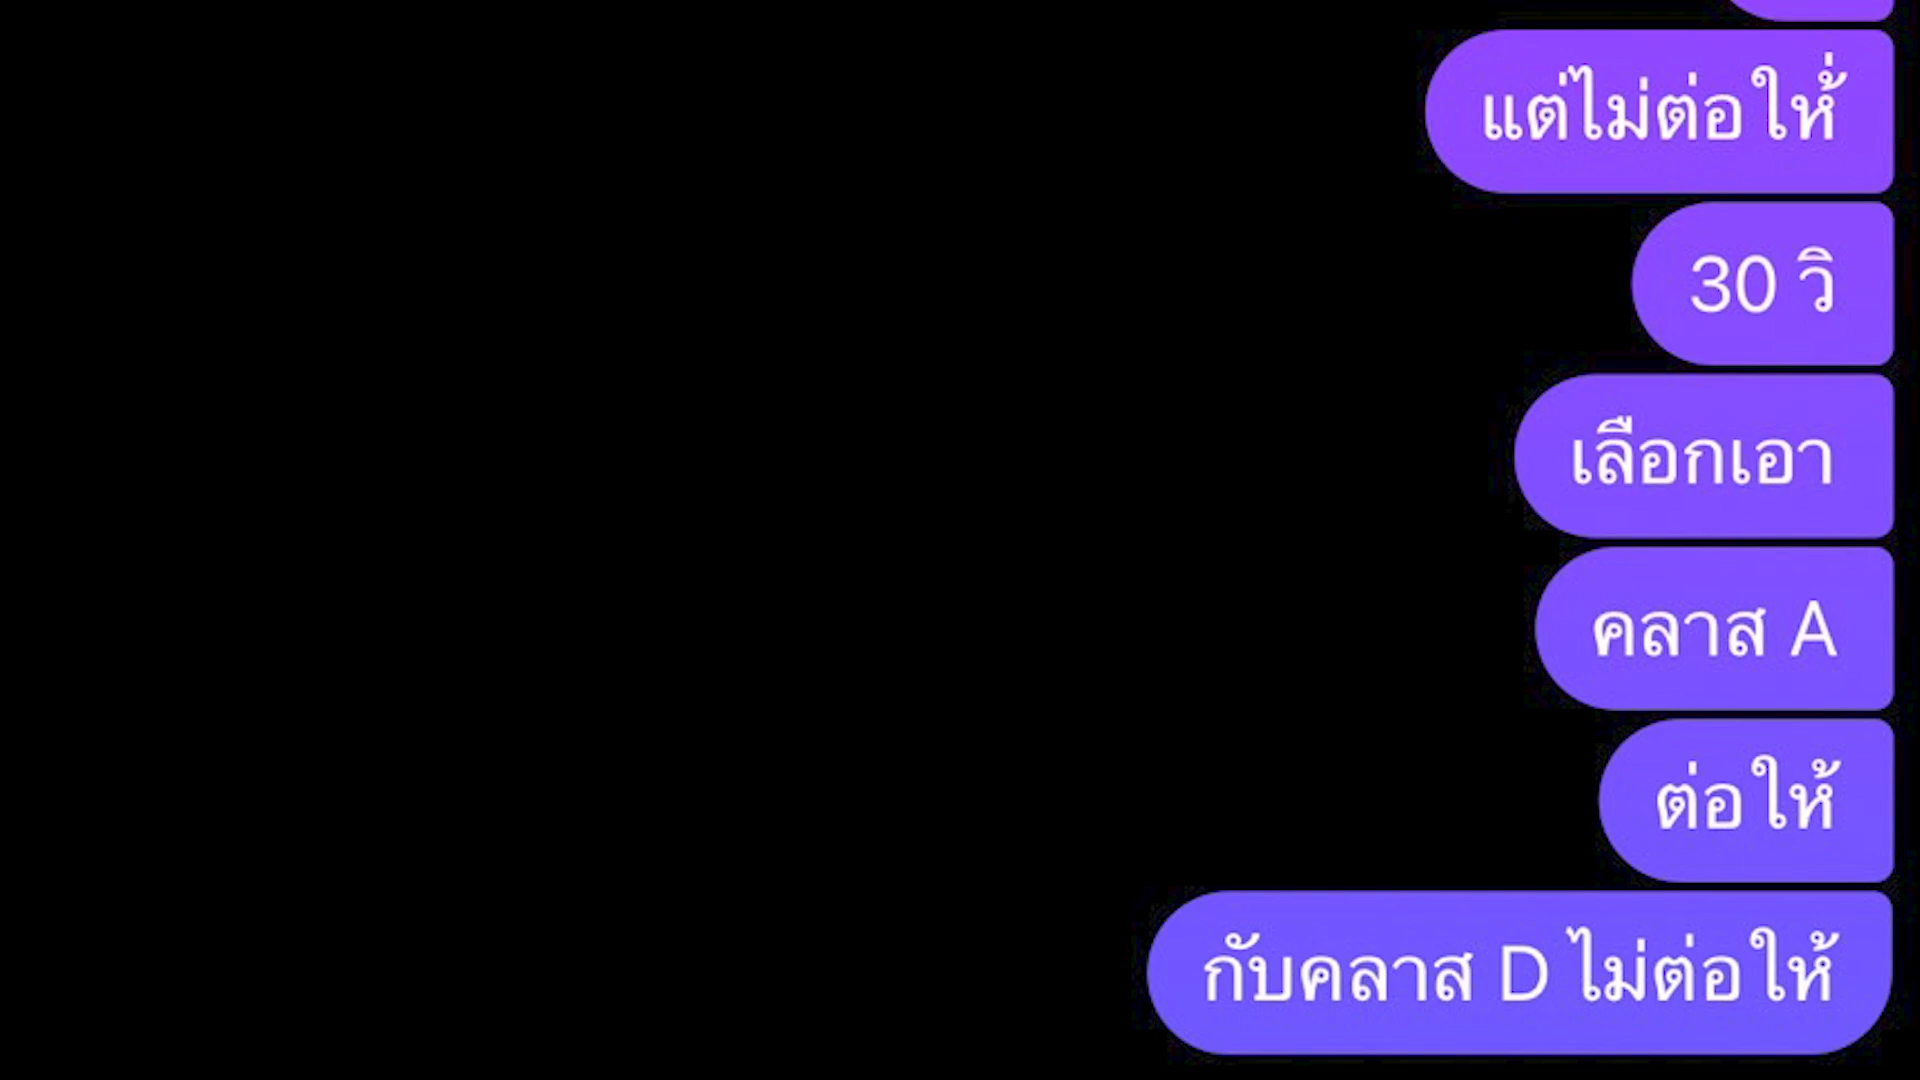 แต่ไม่ต่อให้่
30 วิ
เลือกเอา
คลาส A
ต่อให้
กับคลาส D ไม่ต่อให้